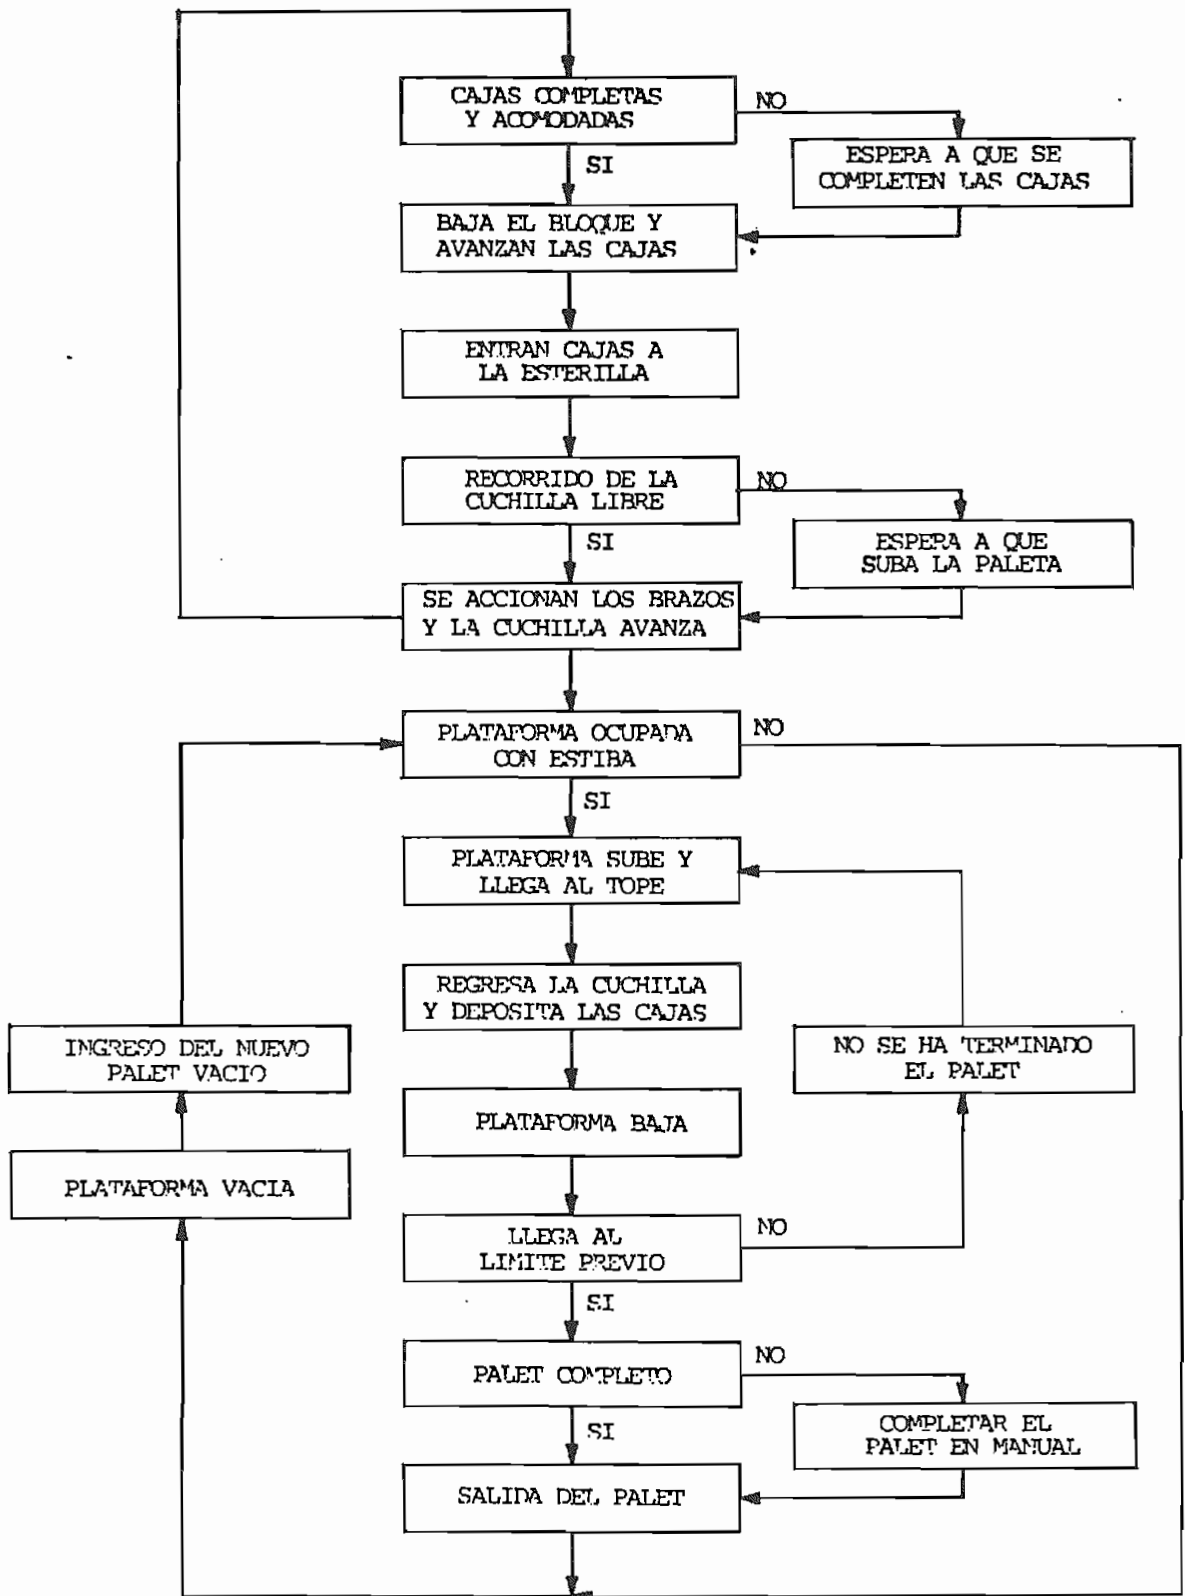 CAJAS COMPLETAS
Y ACOMODADAS
NO
ESPERA A QUE SE
COMPLETEN LAS CAJAS
SI
BAJA EL BLOQUE Y
AVANZAN LAS CAJAS
ENTRAN CAJAS A
LA ESTERILLA
RECORRIDO DE LA
CUCHILLA LIBRE
NO
ESPERA A QUE
SUBA LA PALETA
SI
SE ACCIONAN LOS BRAZOS
Y LA CUCHILLA AVANZA
PLATAFORMA OCUPADA
CON ESTIBA
NO
SI
PLATAFORMA SUBE Y
LLEGA AL TOPE
REGRESA LA CUCHILLA
Y DEPOSITA LAS CAJAS
INGRESO DEL NUEVO
PALET VACIO
NO SE HA TERMINADO
EL PALET
PLATAFORMA BAJA
PLATAFORMA VACIA
LLEGA AL
LIMITE PREVIO
NO
SI
PALET COMPLETO
NO
COMPLETAR EL
PALET EN MANUAL
SI
SALIDA DEL PALET